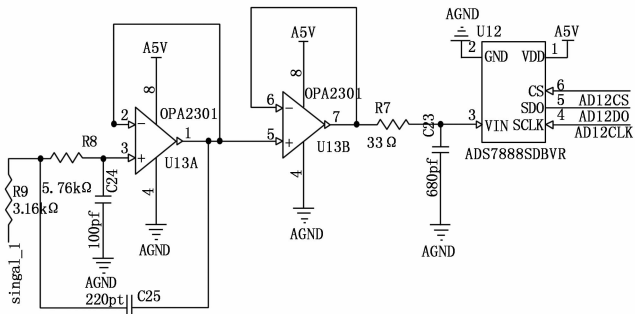 AGND
U12
A5V
A5V
A5V
2
GND
VDD
1
8
8
CS
6
AD12CS
OPA2301
6
OPA2301
R7
C23
SDO
5
AD12DO
2
7
3
VIN
SCLK
4
AD12CLK
R8
1
5
33Ω
ADS7888SDBVR
3
U13A
U13B
680pf
R9
5.76kΩ
C24
4
4
3.16kΩ
100pf
AGND
AGND
AGND
singal_1
AGND
220pt
C25